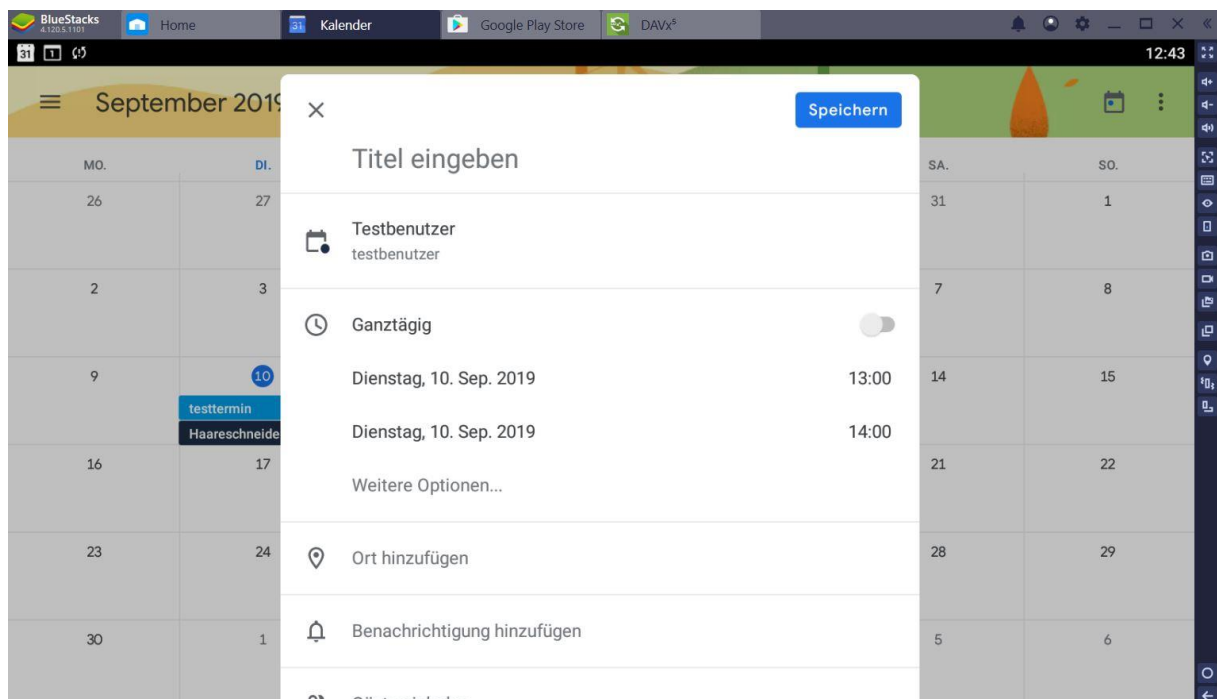 BlueStacks
4.120.5.1101
Home
Kalender
Google Play Store
DAVx⁵
31
1
12:43
September 2019
Speichern
Titel eingeben
MO.
DI.
SA.
SO.
26
27
31
1
Testbenutzer
testbenutzer
2
3
7
8
Ganztägig
Dienstag, 10. Sep. 2019
13:00
9
10
14
15
testtermin
Haareschneide
Dienstag, 10. Sep. 2019
14:00
16
17
21
22
Weitere Optionen...
23
24
28
29
Ort hinzufügen
30
1
5
6
Benachrichtigung hinzufügen